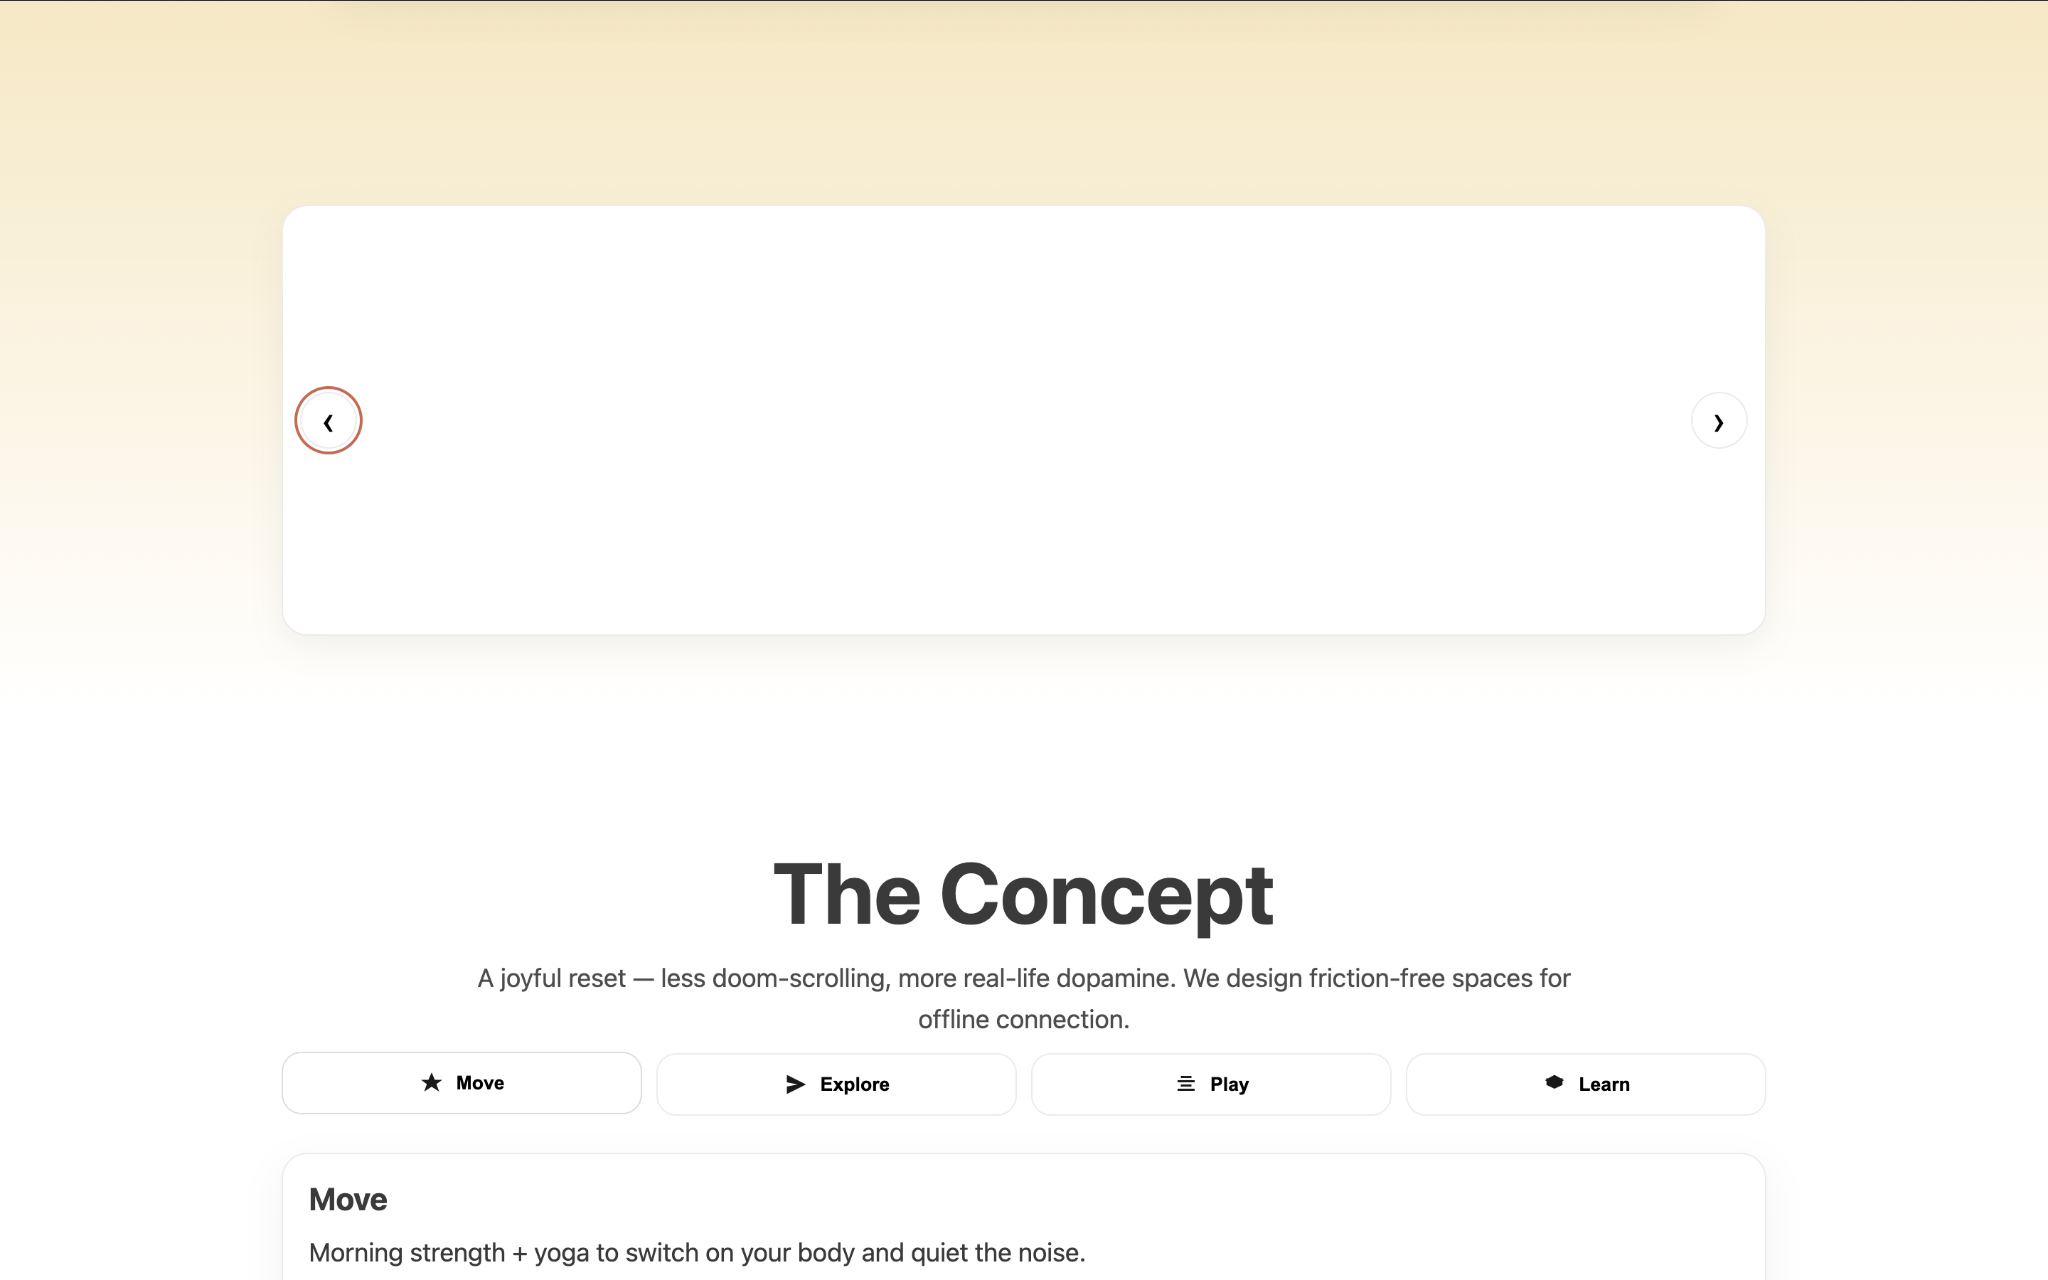 ❮
❯
The Concept
A joyful reset — less doom-scrolling, more real-life dopamine. We design friction-free spaces for
offline connection.
Move
Explore
Play
Learn
Move
Morning strength + yoga to switch on your body and quiet the noise.